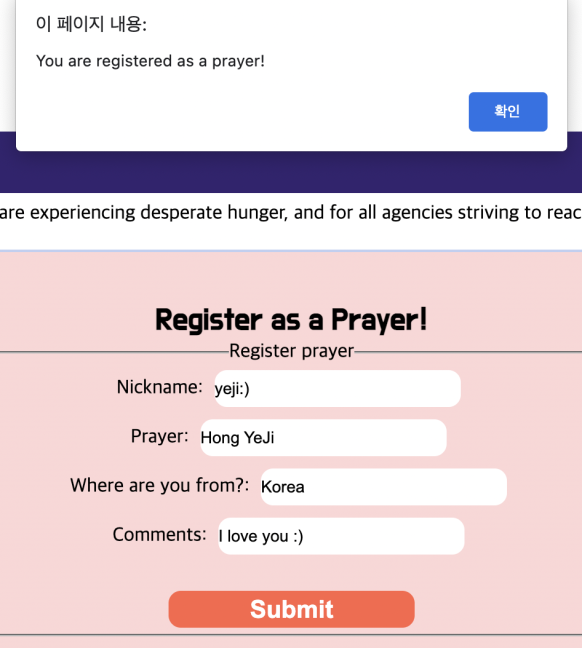 이 페이지 내용:
You are registered as a prayer!
확인
are experiencing desperate hunger, and for all agencies striving to reac
Register as a Prayer!
Register prayer
Nickname: yeji:)
Prayer: Hong YeJi
Where are you from?: Korea
Comments: I love you :)
Submit